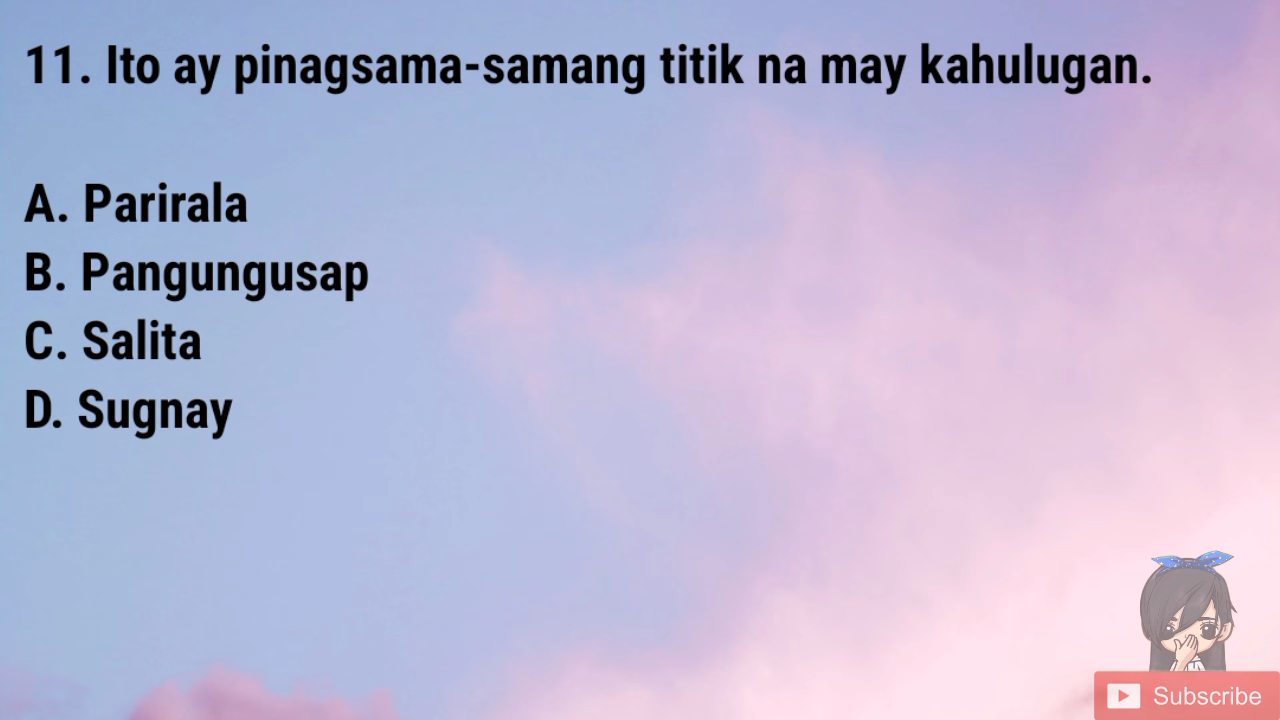 11. Ito ay pinagsama-samang titik na may kahulugan.
A. Parirala
B. Pangungusap
C. Salita
D. Sugnay
Subscribe